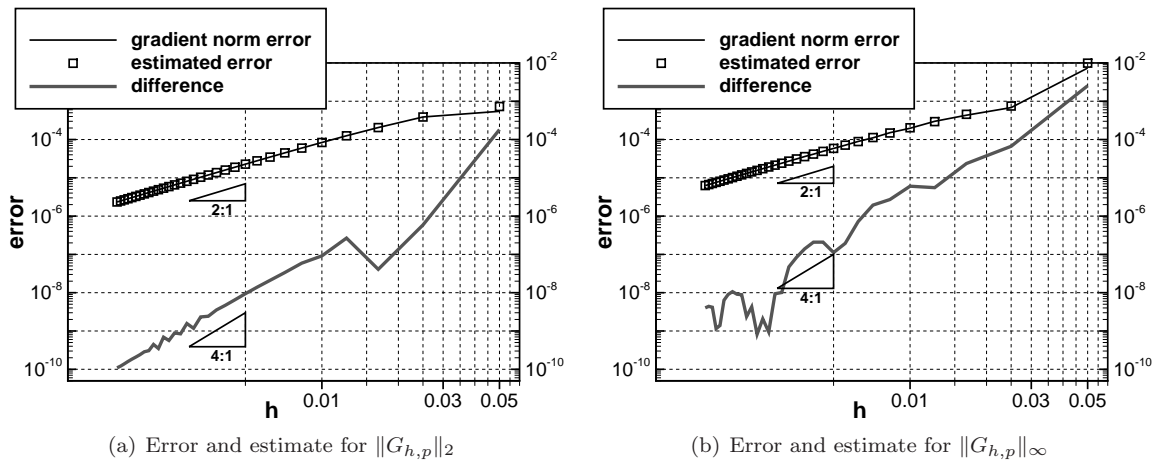 gradient norm error
estimated error
difference
10^-4
10^-6
10^-8
10^-10
error
2:1
4:1
h
0.01
0.03
0.05
10^-2
10^-4
10^-6
10^-8
10^-10
(a) Error and estimate for ‖G_{h,p}‖_2
gradient norm error
estimated error
difference
10^-4
10^-6
10^-8
10^-10
error
2:1
4:1
h
0.01
0.03
0.05
10^-2
10^-4
10^-6
10^-8
10^-10
(b) Error and estimate for ‖G_{h,p}‖_∞